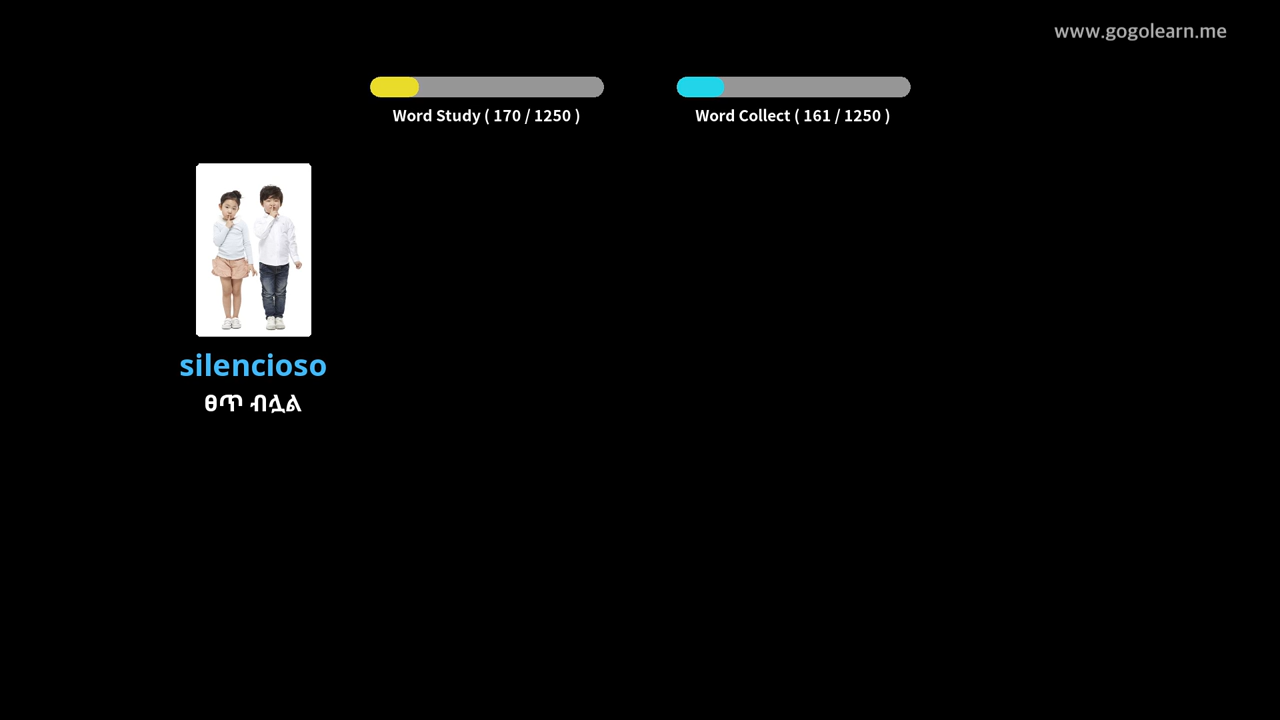 www.gogolearn.me
Word Study ( 170 / 1250 )
Word Collect ( 161 / 1250 )
silencioso
ፀጥ ብሏል